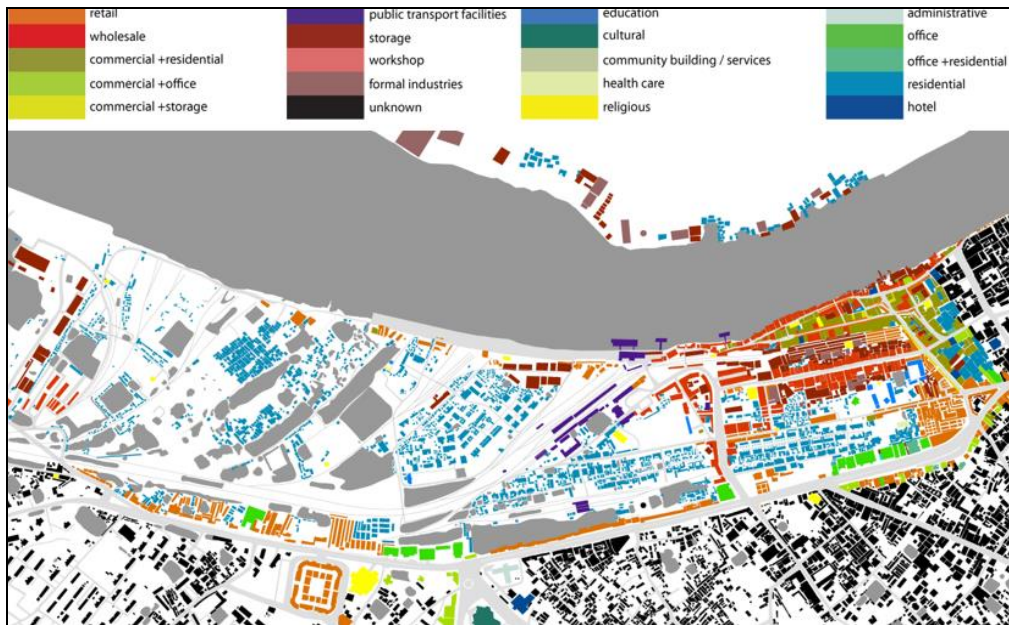 retail
wholesale
commercial +residential
commercial +office
commercial +storage
public transport facilities
storage
workshop
formal industries
unknown
education
cultural
community building / services
health care
religious
administrative
office
office +residential
residential
hotel